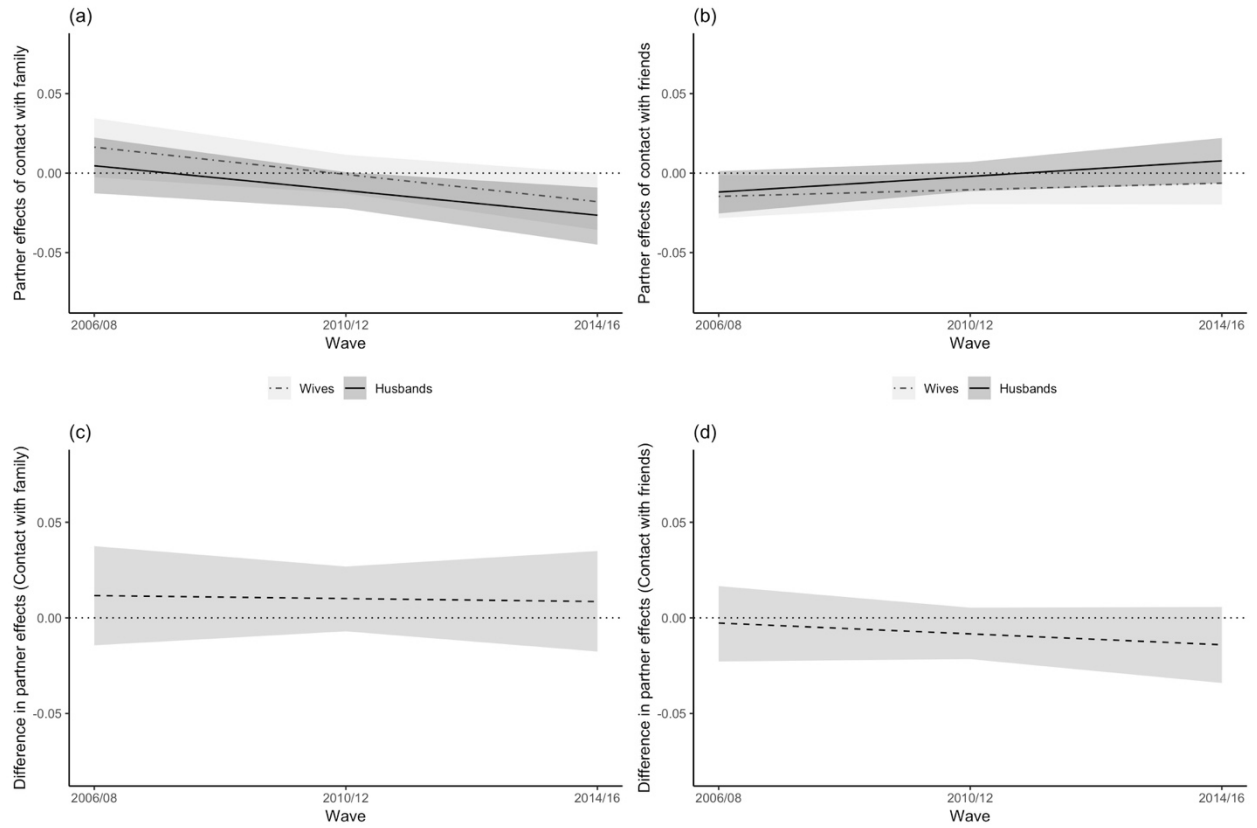 (a)
Partner effects of contact with family
0.05
0.00
-0.05
2006/08
2010/12
2014/16
Wave
Wives
Husbands
(b)
Partner effects of contact with friends
0.05
0.00
-0.05
2006/08
2010/12
2014/16
Wave
Wives
Husbands
(c)
Difference in partner effects (Contact with family)
0.05
0.00
-0.05
2006/08
2010/12
2014/16
Wave
(d)
Difference in partner effects (Contact with friends)
0.05
0.00
-0.05
2006/08
2010/12
2014/16
Wave